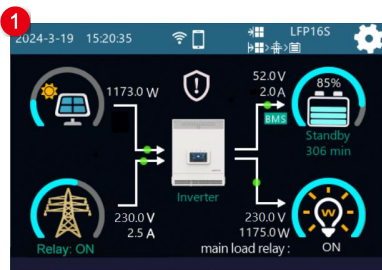 1
2024-3-19 15:20:35
LFP16S
1173.0 W
52.0 V
2.0 A
BMS
85%
Standby
306 min
Inverter
Relay: ON
230.0 V
2.5 A
230.0 V
1175.0 W
main load relay :
W
ON